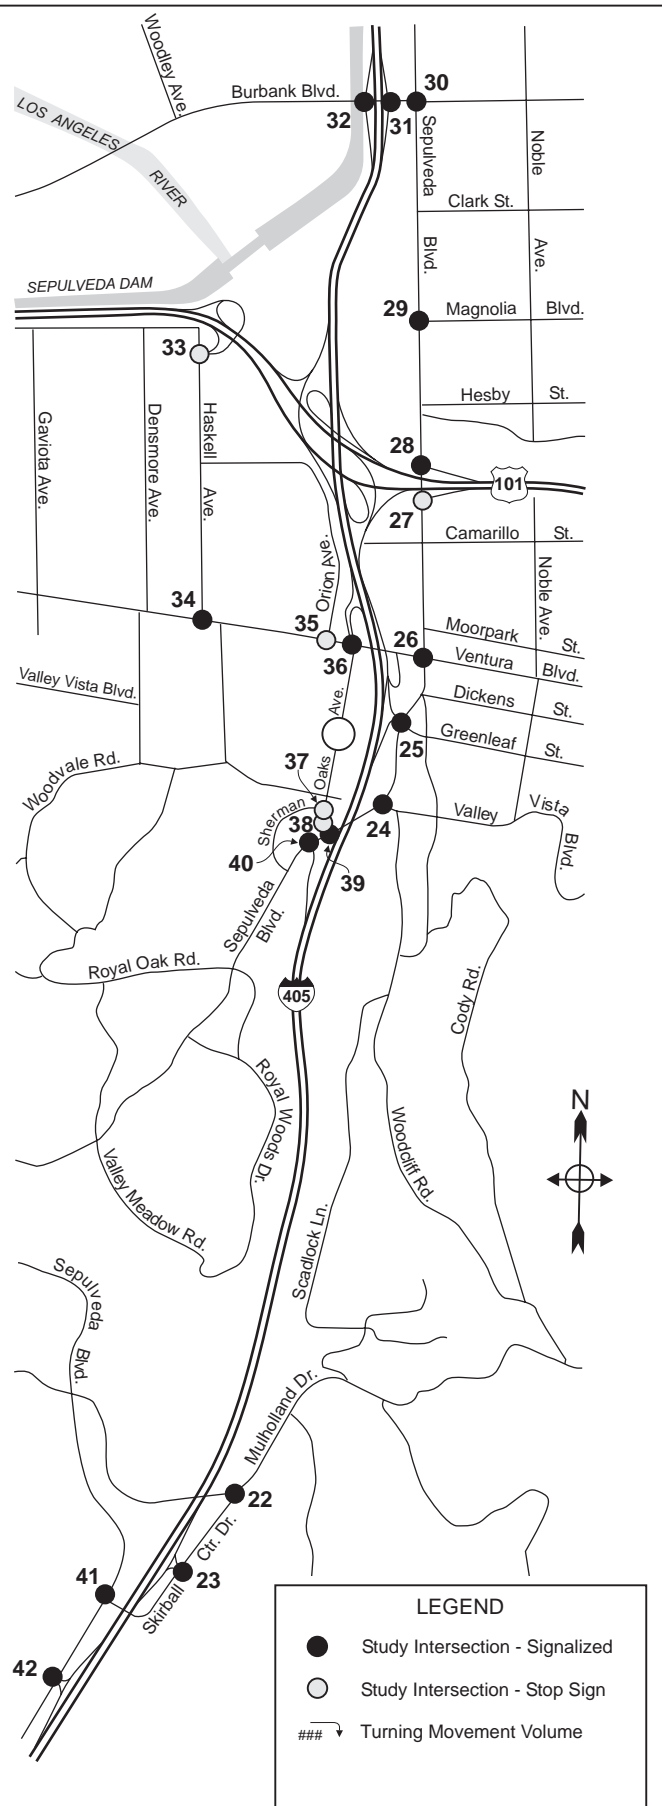 Woodley Ave.
Burbank Blvd.
30
32
31
LOS ANGELES
RIVER
Sepulveda
Blvd.
Noble
Ave.
Clark St.
SEPULVEDA DAM
29
Magnolia Blvd.
33
Hesby St.
Gaviota Ave.
Densmore Ave.
Haskell
Ave.
28
101
27
Camarillo St.
Orion Ave.
Noble Ave.
34
35
36
26
Moorpark St.
Ventura Blvd.
Valley Vista Blvd.
Dickens St.
Greenleaf St.
25
Woodvale Rd.
Sherman
Oaks
Ave.
37
38
24
Valley Vista
Blvd.
40
39
Sepulveda
Blvd.
Royal Oak Rd.
405
Cody Rd.
Royal Woods Dr.
N
Woodcliff Rd.
Valley Meadow Rd.
Scadlock Ln.
Sepulveda
Blvd.
Mulholland Dr.
22
Skirball
Ctr. Dr.
23
41
42
LEGEND
Study Intersection - Signalized
Study Intersection - Stop Sign
### Turning Movement Volume